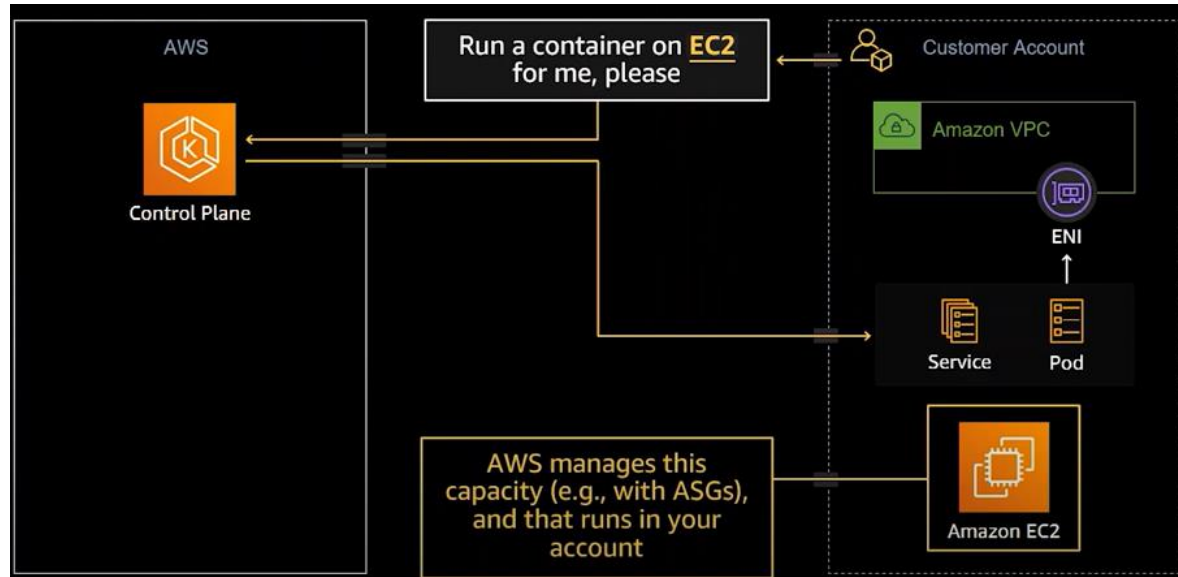 AWS
Run a container on EC2
for me, please
Customer Account
K
Control Plane
Amazon VPC
ENI
Service
Pod
AWS manages this
capacity (e.g., with ASGs),
and that runs in your
account
Amazon EC2